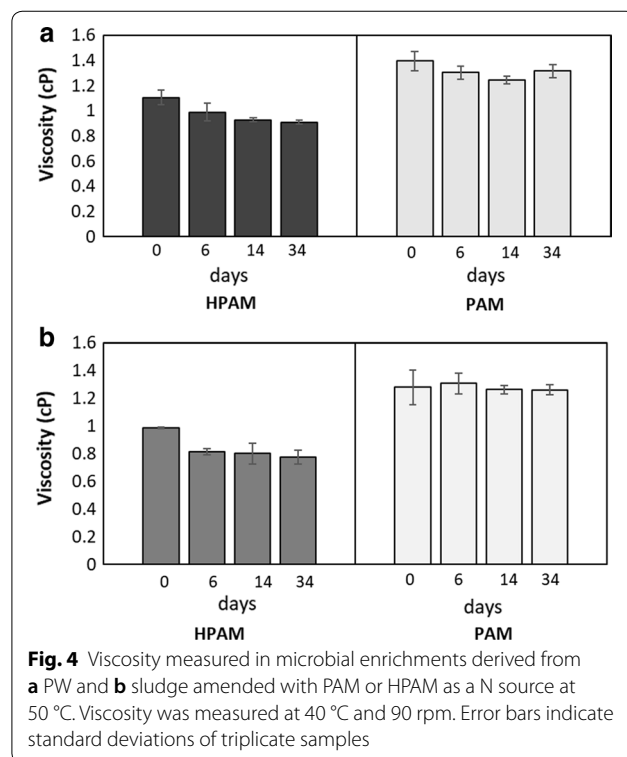 a
1.6
1.4
1.2
1
0.8
0.6
0.4
0.2
0
Viscosity (cP)
0 6 14 34
days
HPAM
0 6 14 34
days
PAM
b
1.6
1.4
1.2
1
0.8
0.6
0.4
0.2
0
Viscosity (cP)
0 6 14 34
days
HPAM
0 6 14 34
days
PAM
Fig. 4 Viscosity measured in microbial enrichments derived from
a PW and b sludge amended with PAM or HPAM as a N source at
50 °C. Viscosity was measured at 40 °C and 90 rpm. Error bars indicate
standard deviations of triplicate samples